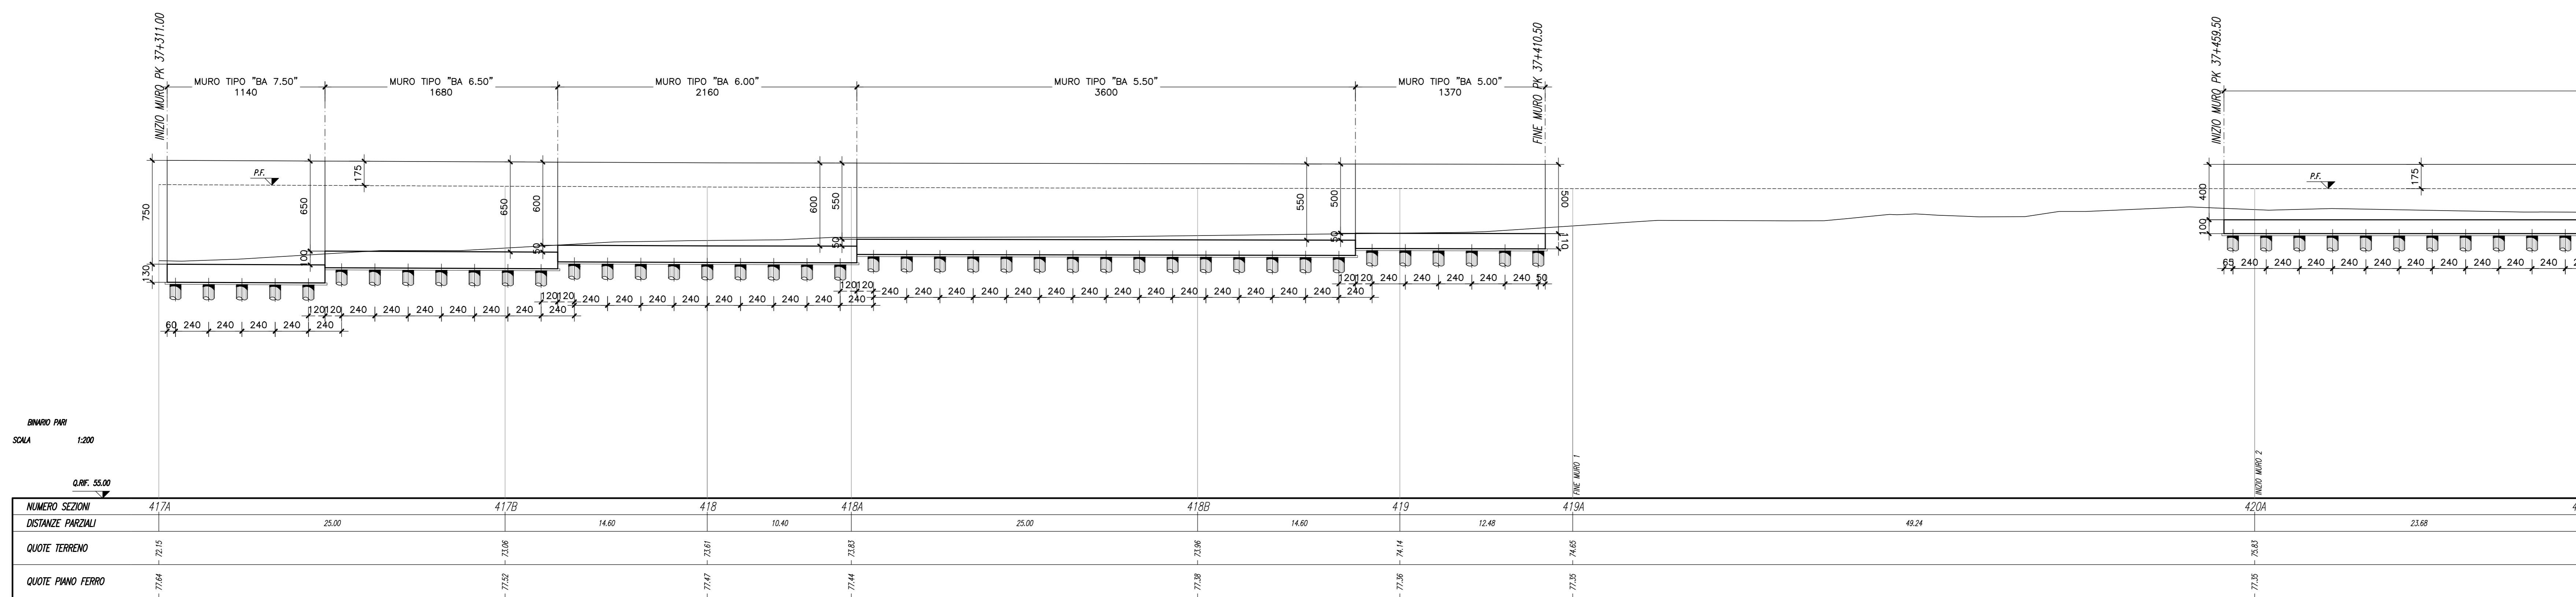 INIZIO MURO PK 37+311.00
FINE MURO PK 37+410.50
INIZIO MURO PK 37+459.50
MURO TIPO "BA 7.50"
1140
MURO TIPO "BA 6.50"
1680
MURO TIPO "BA 6.00"
2160
MURO TIPO "BA 5.50"
3600
MURO TIPO "BA 5.00"
1370
P.F.
175
750
130
650
100
650
600
50
600
550
50
550
500
50
500
110
P.F.
175
400
100
60 240 240 240 240 240
120 120 240 240 240 240 240 240 240
120 120 240 240 240 240 240 240 240 240 240
120 120 240 240 240 240 240 240 240 240 240 240 240 240 240 240 240
120 120 240 240 240 240 240 50
65 240 240 240 240 240 240 240 240 240 240
BINARIO PARI
SCALA 1:200
Q.RIF. 55.00
FINE MURO 1
INIZIO MURO 2
NUMERO SEZIONI 417A 417B 418 418A 418B 419 419A 420A
DISTANZE PARZIALI 25.00 14.60 10.40 25.00 14.60 12.48 49.24 23.68
QUOTE TERRENO 72.15 73.06 73.61 73.83 73.96 74.14 74.65 75.83
QUOTE PIANO FERRO 77.64 77.52 77.47 77.44 77.38 77.36 77.35 77.35